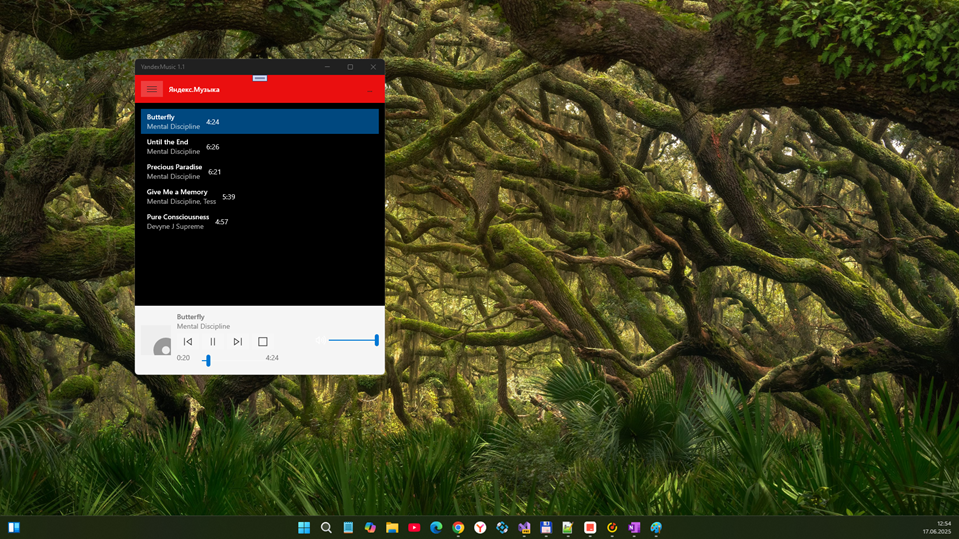 YanderMusic 1.1
Яндекс.Музыка
Butterfly
Mental Discipline 4:24
Until the End
Mental Discipline 6:26
Precious Paradise
Mental Discipline 6:21
Give Me a Memory
Mental Discipline, Tess 5:39
Pure Consciousness
Devyne J Supreme 4:57
Butterfly
Mental Discipline
0:20 4:24
12:54
17.06.2025